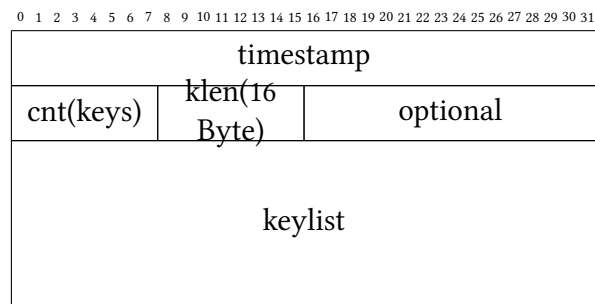 0 1 2 3 4 5 6 7 8 9 10 11 12 13 14 15 16 17 18 19 20 21 22 23 24 25 26 27 28 29 30 31
timestamp
cnt(keys)
klen(16
Byte)
optional
keylist